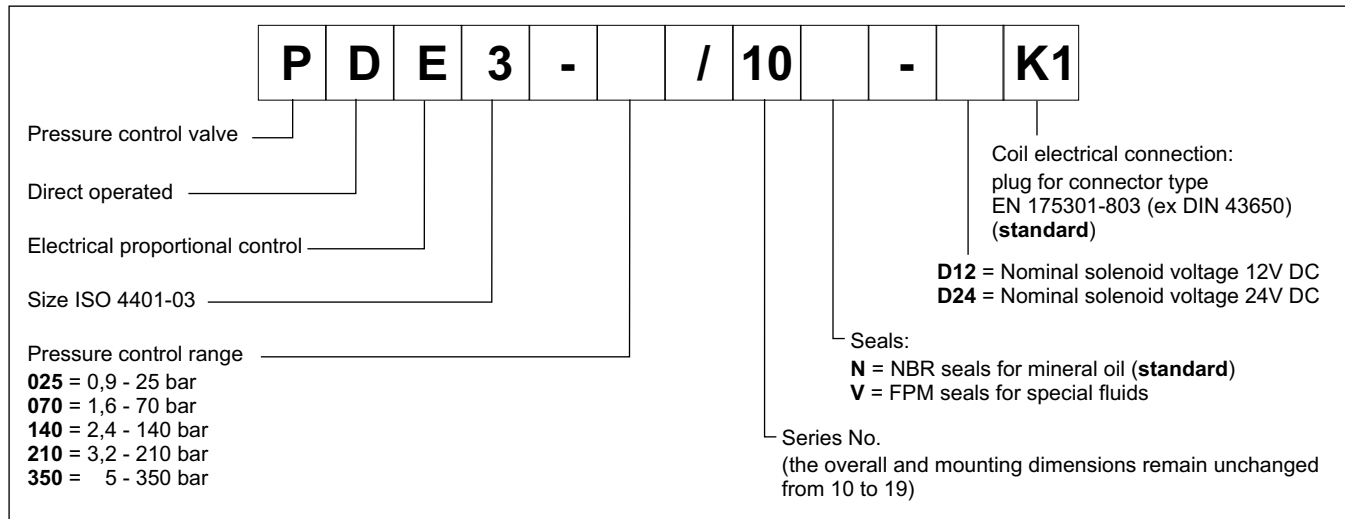 P D E 3 - / 10 - K1
Pressure control valve
Direct operated
Electrical proportional control
Size ISO 4401-03
Pressure control range
025 = 0,9 - 25 bar
070 = 1,6 - 70 bar
140 = 2,4 - 140 bar
210 = 3,2 - 210 bar
350 = 5 - 350 bar
Coil electrical connection:
plug for connector type
EN 175301-803 (ex DIN 43650)
(standard)
D12 = Nominal solenoid voltage 12V DC
D24 = Nominal solenoid voltage 24V DC
Seals:
N = NBR seals for mineral oil (standard)
V = FPM seals for special fluids
Series No.
(the overall and mounting dimensions remain unchanged
from 10 to 19)